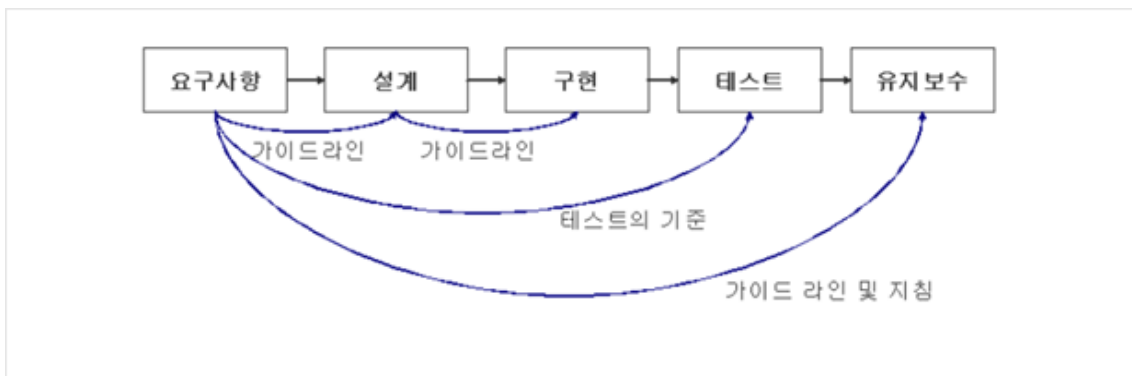 요구사항 설계 구현 테스트 유지보수
가이드라인 가이드라인
테스트의 기준
가이드 라인 및 지침